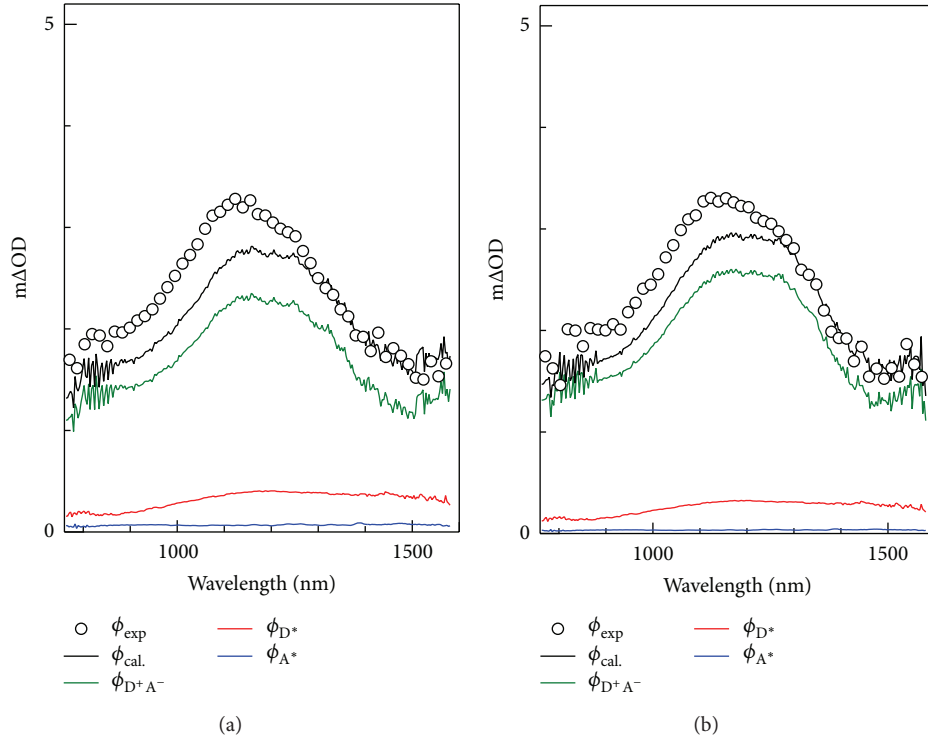 5
mΔOD
0
1000
1500
Wavelength (nm)
ϕexp
ϕcal.
ϕD+A−
ϕD*
ϕA*
(a)
5
mΔOD
0
1000
1500
Wavelength (nm)
ϕexp
ϕcal.
ϕD+A−
ϕD*
ϕA*
(b)